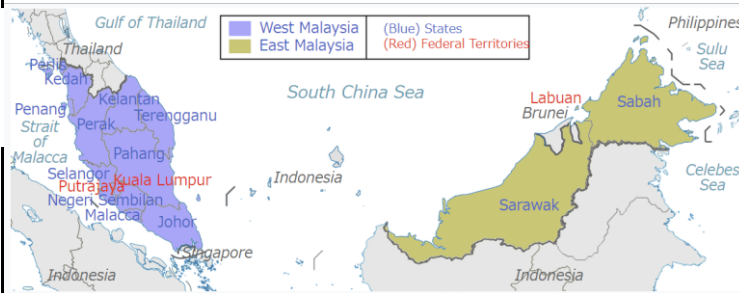 Gulf of Thailand
West Malaysia
East Malaysia
(Blue) States
(Red) Federal Territories
Philippines
Sulu
Sea
Thailand
Perlis
Kedah
Penang
Kelantan
Terengganu
Perak
Strait
of
Malacca
Pahang
Selangor
Putrajaya
Kuala Lumpur
Negeri Sembilan
Malacca
Johor
Singapore
Indonesia
South China Sea
Indonesia
Labuan
Brunei
Sabah
Sarawak
Celebes
Sea
Indonesia